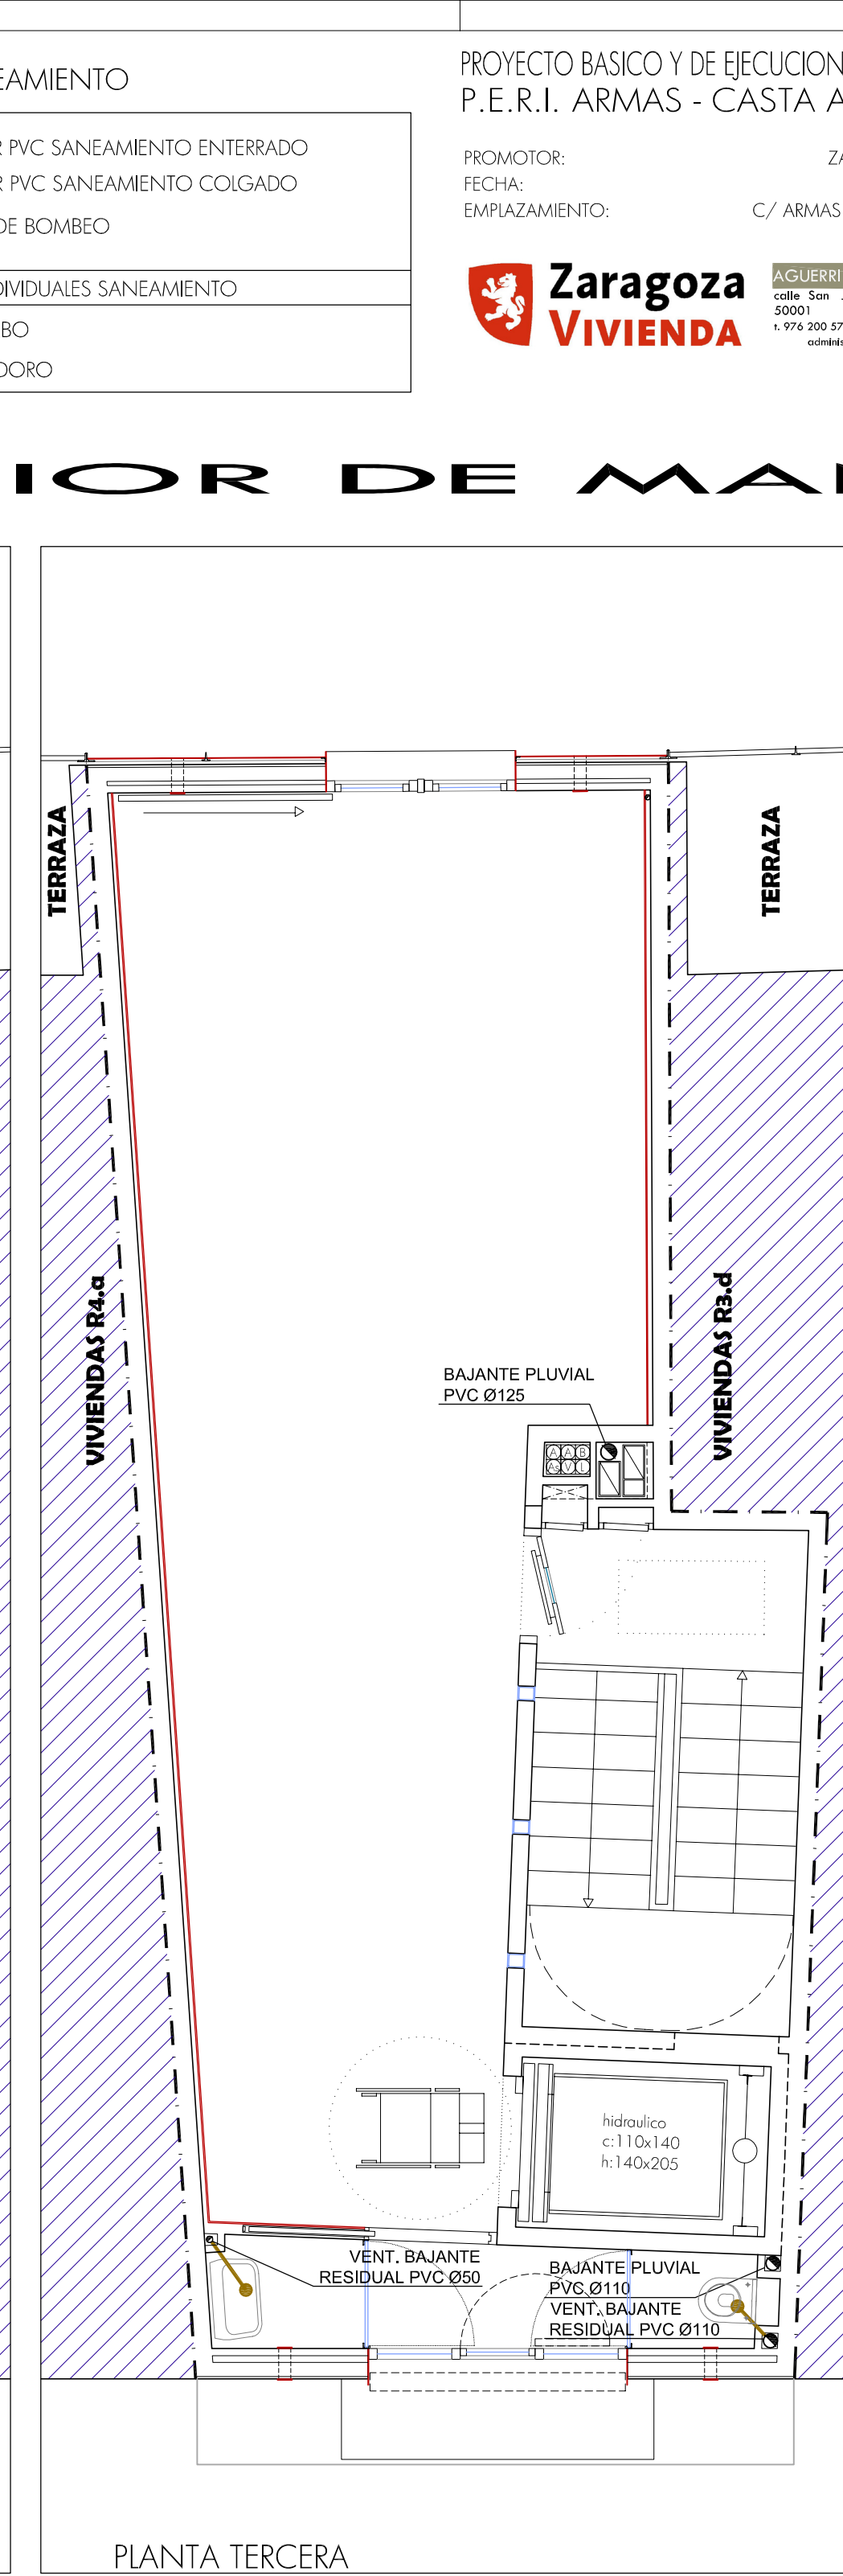 EAMIENTO
R PVC SANEAMIENTO ENTERRADO
R PVC SANEAMIENTO COLGADO
DE BOMBEO
DIVIDUALES SANEAMIENTO
BO
DORO
PROYECTO BASICO Y DE EJECUCION
P.E.R.I. ARMAS - CASTA A
PROMOTOR: ZA
FECHA:
EMPLAZAMIENTO: C/ ARMAS
Zaragoza
VIVIENDA
AGUERRI
calle San
50001
t. 976 200 57
adminis
IOR DE MA
TERRAZA
TERRAZA
VIVIENDAS R4.a
VIVIENDAS R3.d
BAJANTE PLUVIAL
PVC Ø125
A A B
As V L
hidraulico
c:110x140
h:140x205
VENT. BAJANTE
RESIDUAL PVC Ø50
BAJANTE PLUVIAL
PVC Ø110
VENT. BAJANTE
RESIDUAL PVC Ø110
PLANTA TERCERA